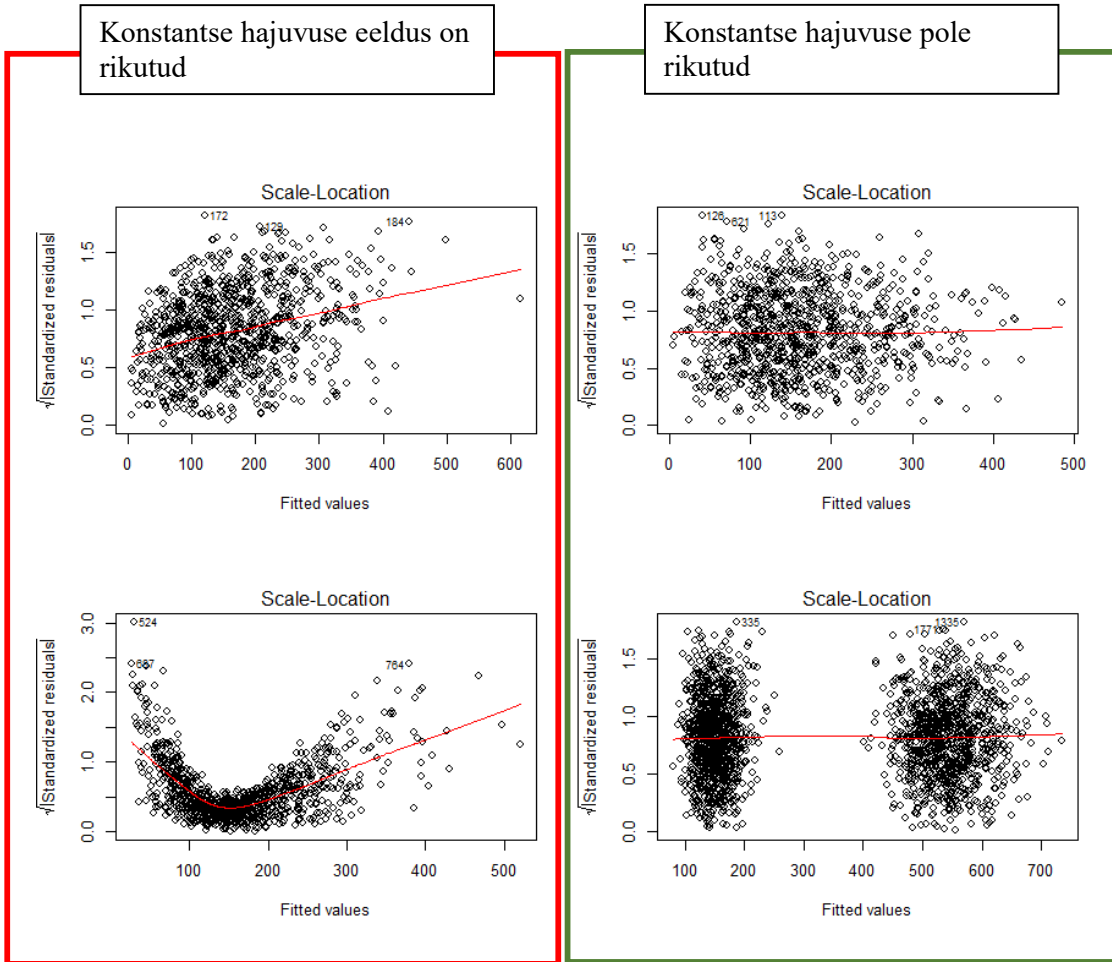 Konstantse hajuvuse eeldus on
rikutud
Konstantse hajuvuse pole
rikutud
Scale-Location
172
129
184
√|Standardized residuals|
0.0
0.5
1.0
1.5
0 100 200 300 400 500 600
Fitted values
Scale-Location
126
621
113
√|Standardized residuals|
0.0
0.5
1.0
1.5
0 100 200 300 400 500
Fitted values
Scale-Location
524
687
764
√|Standardized residuals|
0.0
1.0
2.0
3.0
100 200 300 400 500
Fitted values
Scale-Location
335
1335
√|Standardized residuals|
0.0
0.5
1.0
1.5
100 200 300 400 500 600 700
Fitted values